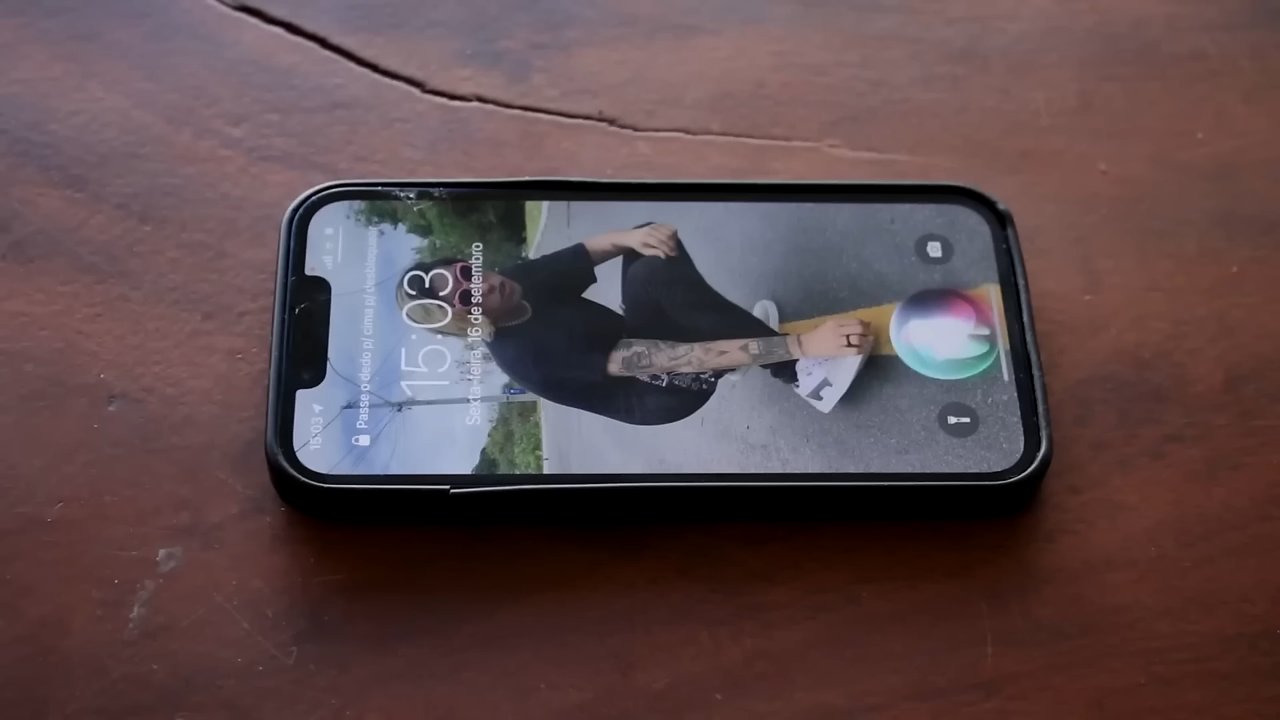 15:03
Passe o dedo p/ cima p/ desbloquear
15:03
Sexta-feira, 16 de setembro